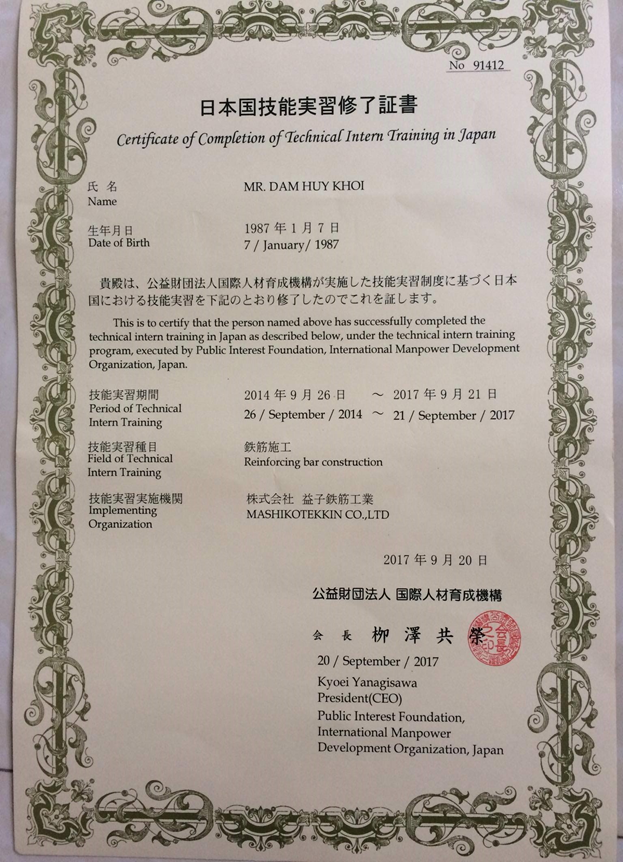 No 91412
日本国技能実習修了証書
Certificate of Completion of Technical Intern Training in Japan
氏 名 MR. DAM HUY KHOI
Name
生年月日 1987 年 1 月 7 日
Date of Birth 7 / January/ 1987
貴殿は、公益財団法人国際人材育成機構が実施した技能実習制度に基づく日本
国における技能実習を下記のとおり修了したのでこれを証します。
This is to certify that the person named above has successfully completed the
technical intern training in Japan as described below, under the technical intern training
program, executed by Public Interest Foundation, International Manpower Development
Organization, Japan.
技能実習期間 2014 年 9 月 26 日 ～ 2017 年 9 月 21 日
Period of Technical 26 / September / 2014 ～ 21 / September / 2017
Intern Training
技能実習種目 鉄筋施工
Field of Technical Reinforcing bar construction
Intern Training
技能実習実施機関 株式会社 益子鉄筋工業
Implementing MASHIKOTEKKIN CO.,LTD
Organization
2017 年 9 月 20 日
公益財団法人 国際人材育成機構
会 長 柳 澤 共 榮
20 / September / 2017
Kyoei Yanagisawa
President(CEO)
Public Interest Foundation,
International Manpower
Development Organization, Japan